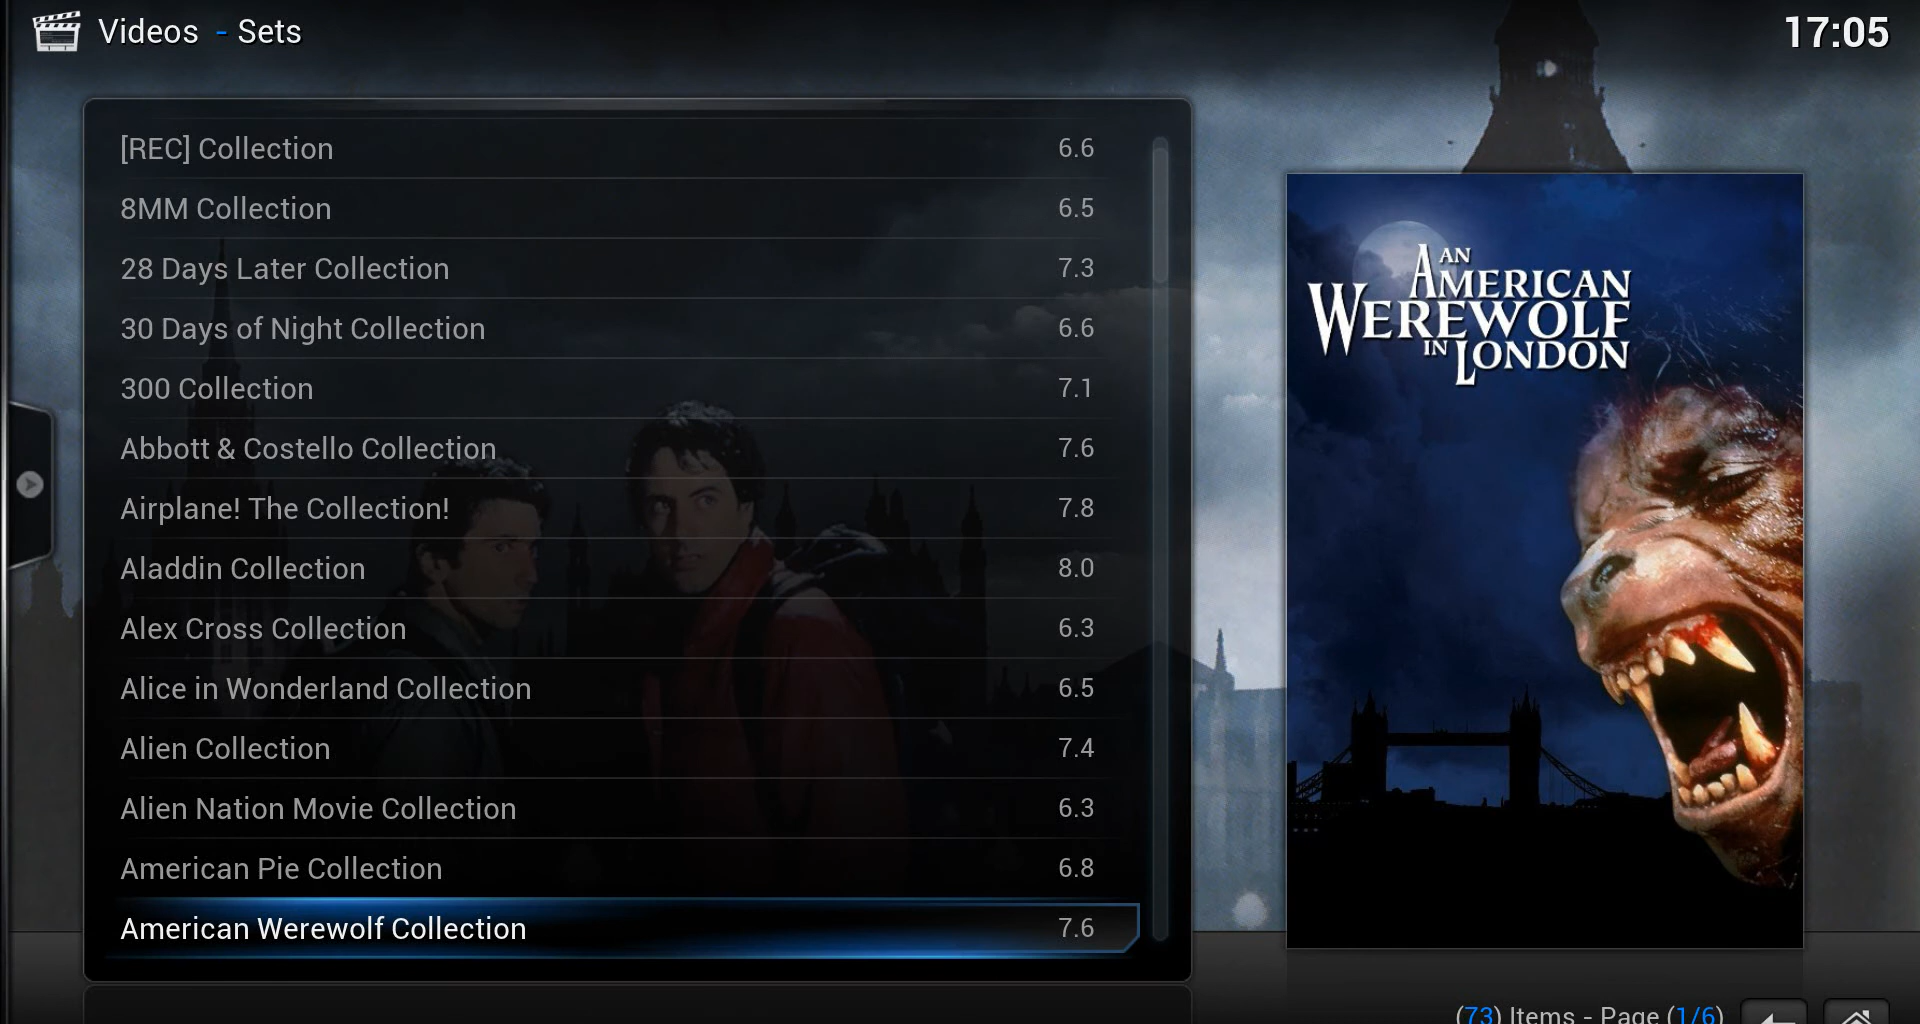 Videos - Sets
17:05
[REC] Collection 6.6
8MM Collection 6.5
28 Days Later Collection 7.3
30 Days of Night Collection 6.6
300 Collection 7.1
Abbott & Costello Collection 7.6
Airplane! The Collection! 7.8
Aladdin Collection 8.0
Alex Cross Collection 6.3
Alice in Wonderland Collection 6.5
Alien Collection 7.4
Alien Nation Movie Collection 6.3
American Pie Collection 6.8
American Werewolf Collection 7.6
AN
AMERICAN
WEREWOLF
IN LONDON
(73) Items - Page (1/6)